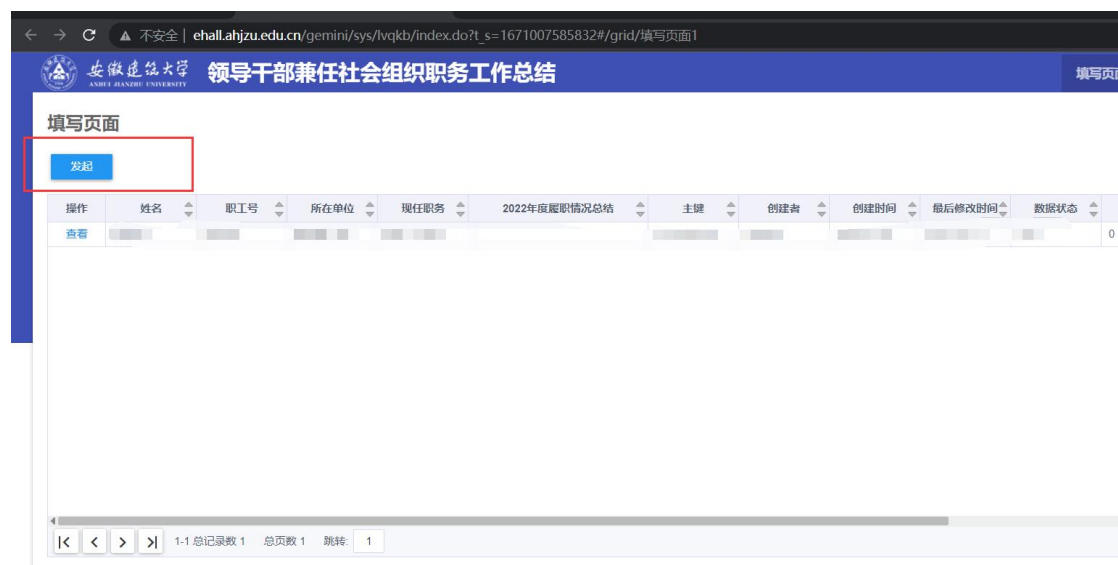 不安全 | ehall.ahjzu.edu.cn/gemini/sys/lvqkb/index.do?t_s=1671007585832#/grid/填写页面1
安徽建筑大学 领导干部兼任社会组织职务工作总结 填写页面
ANHUI JIANZHU UNIVERSITY
填写页面
发起
操作 姓名 职工号 所在单位 现任职务 2022年度履职情况总结 主键 创建者 创建时间 最后修改时间 数据状态
查看 0
1-1 总记录数 1 总页数 1 跳转: 1